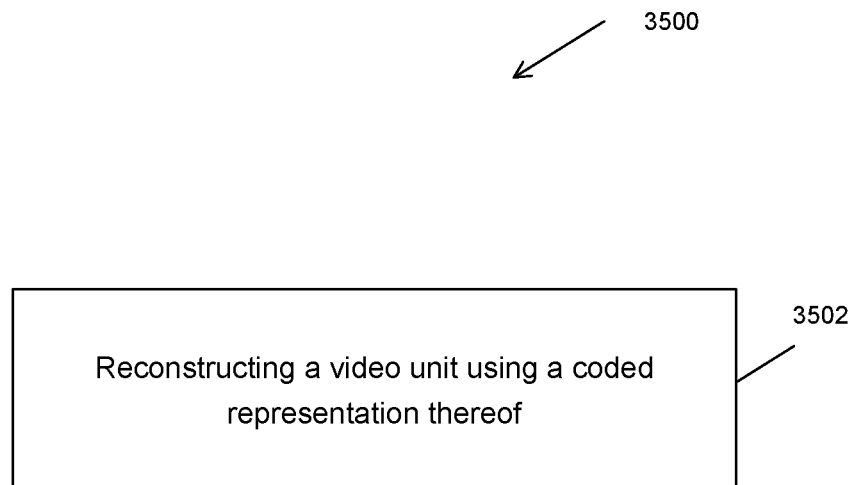 3500
3502
Reconstructing a video unit using a coded
representation thereof